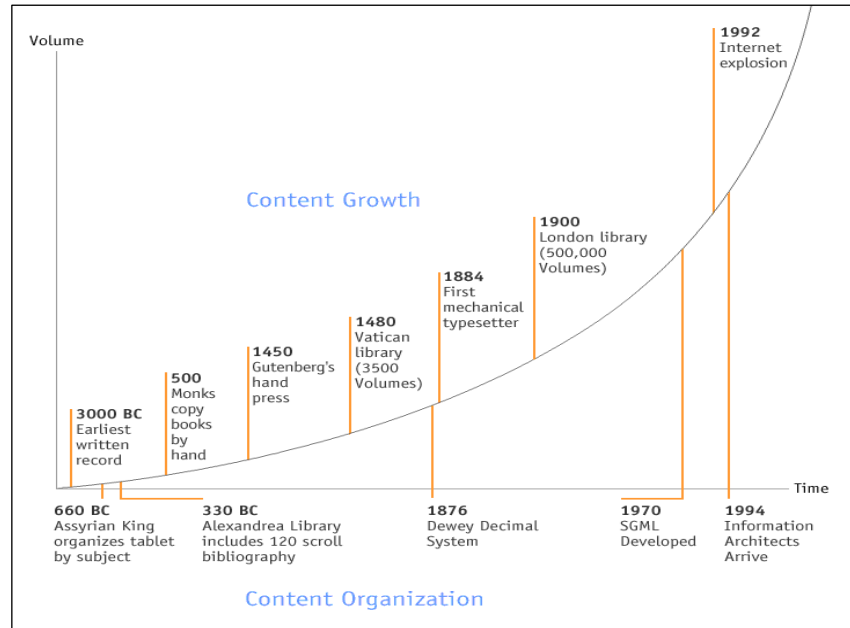 Volume
1992
Internet
explosion
Content Growth
1900
London library
(500,000
Volumes)
1884
First
mechanical
typesetter
1480
Vatican
library
(3500
Volumes)
1450
Gutenberg's
hand
press
500
Monks
copy
books
by
hand
3000 BC
Earliest
written
record
Time
660 BC
Assyrian King
organizes tablet
by subject
330 BC
Alexandrea Library
includes 120 scroll
bibliography
1876
Dewey Decimal
System
1970
SGML
Developed
1994
Information
Architects
Arrive
Content Organization